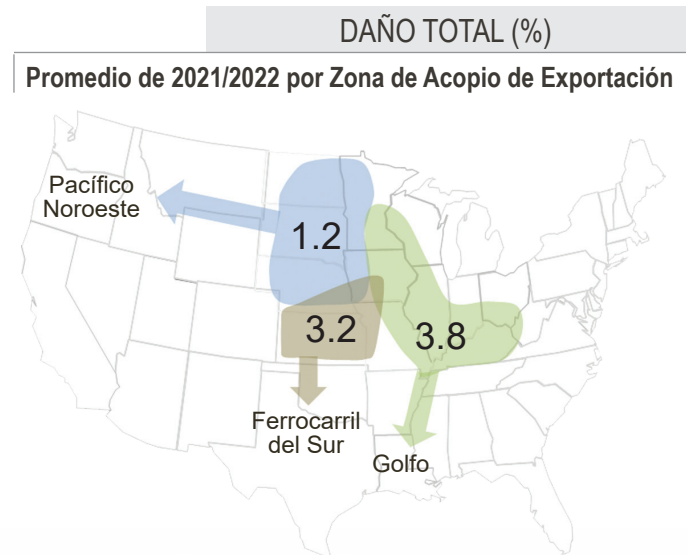 DAÑO TOTAL (%)
Promedio de 2021/2022 por Zona de Acopio de Exportación
Pacífico
Noroeste
1.2
3.2
3.8
Ferrocarril
del Sur
Golfo